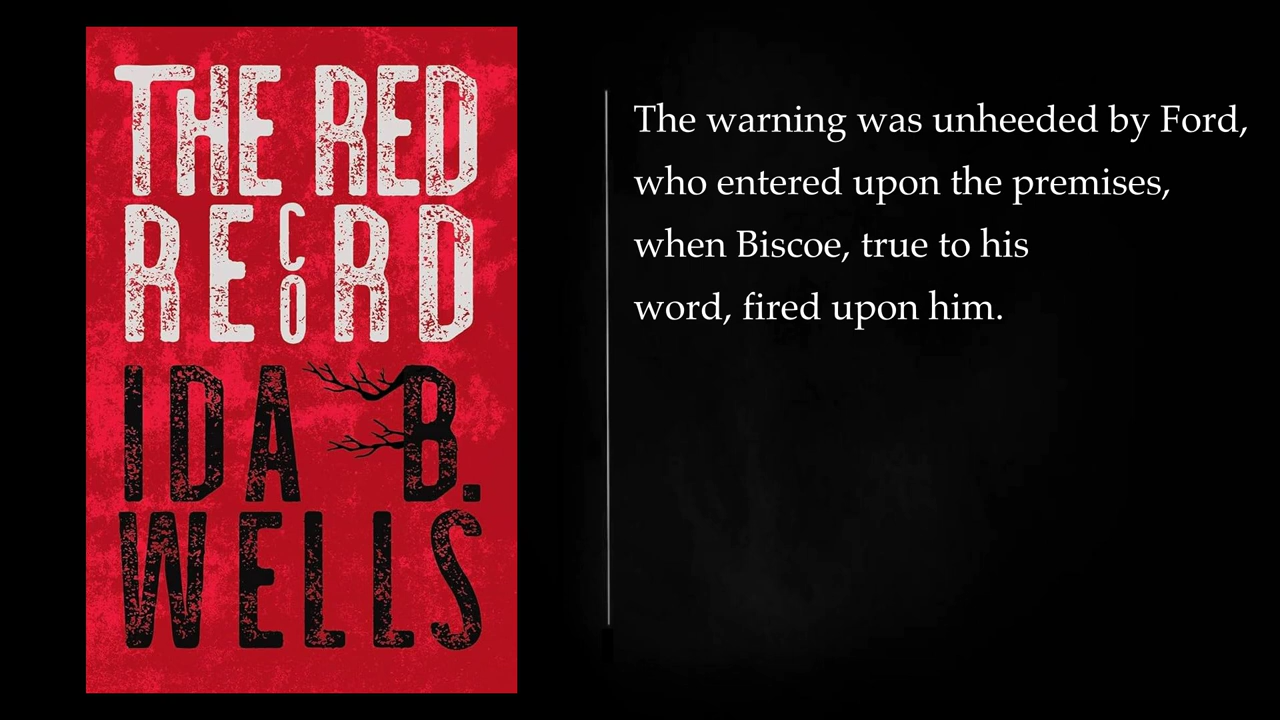 THE RED
RECORD
IDA B.
WELLS
The warning was unheeded by Ford,
who entered upon the premises,
when Biscoe, true to his
word, fired upon him.